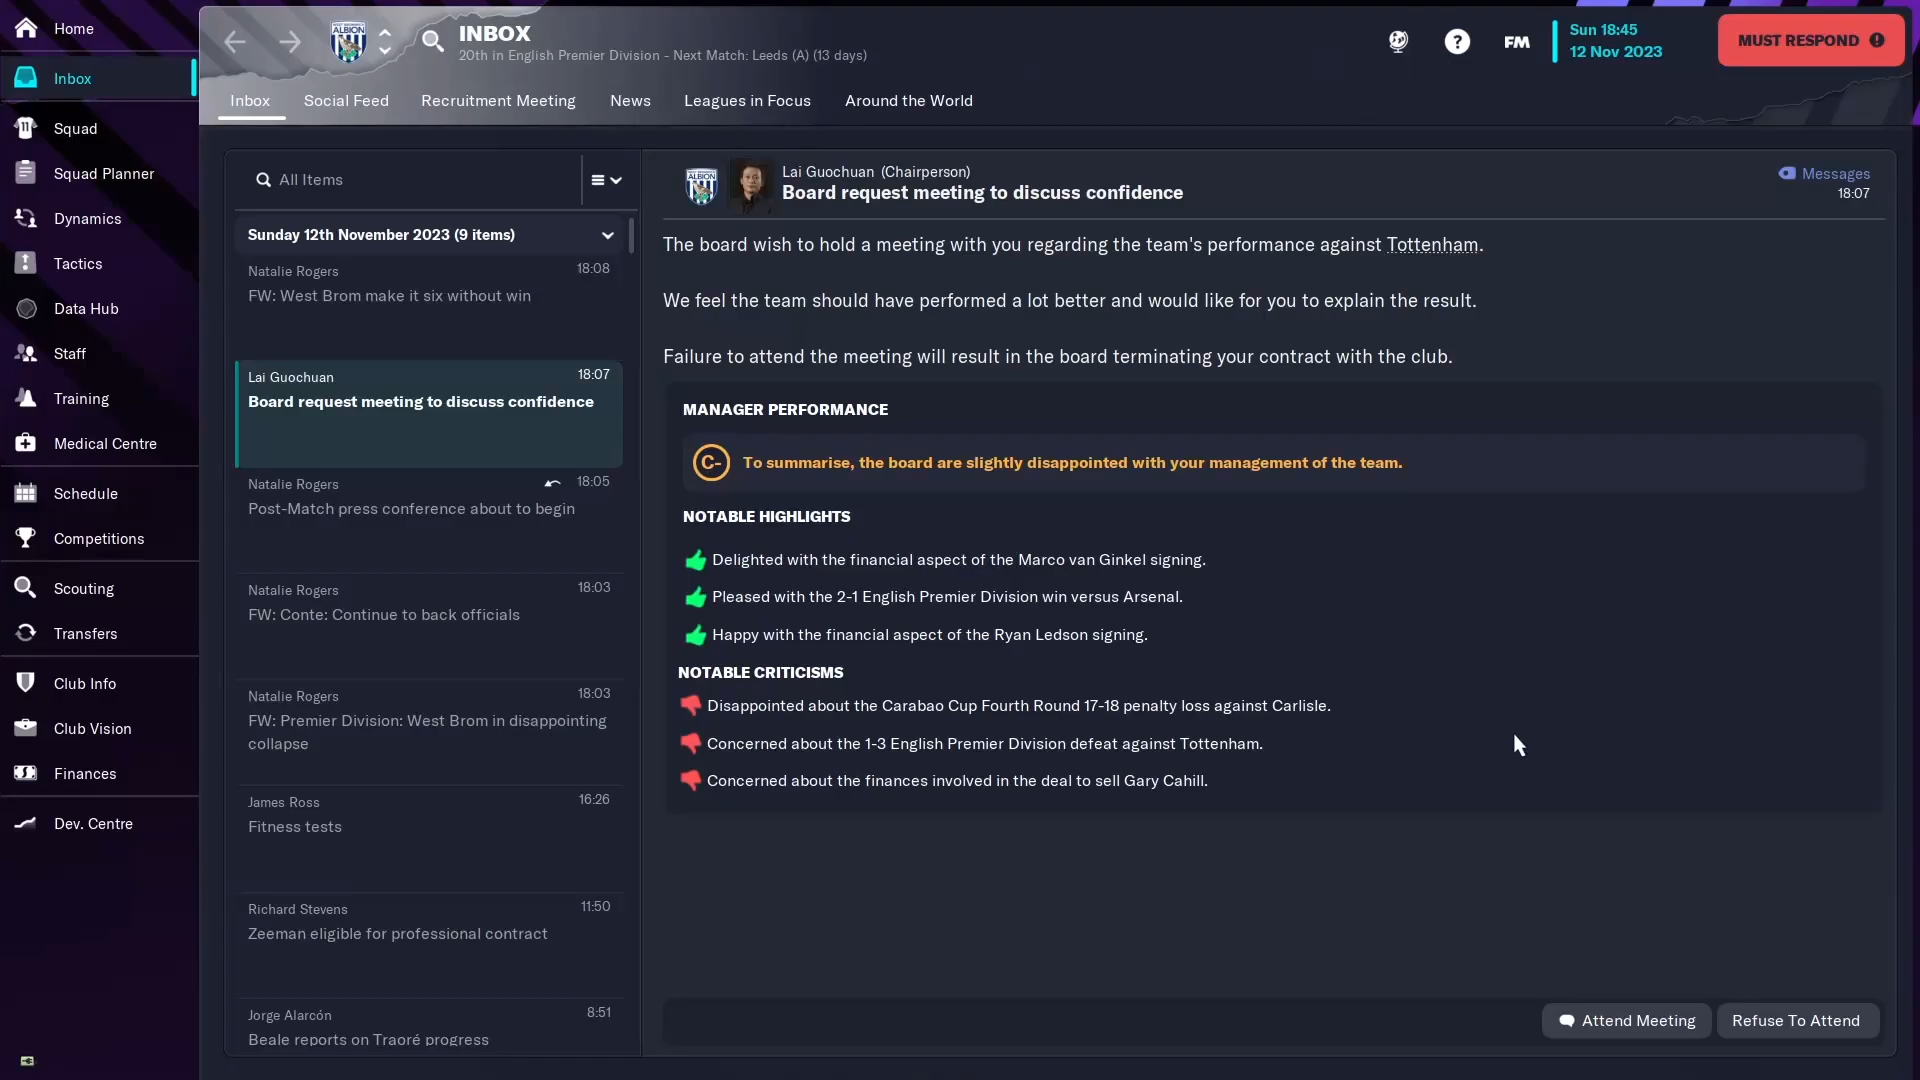 Home
Inbox
Squad
Squad Planner
Dynamics
Tactics
Data Hub
Staff
Training
Medical Centre
Schedule
Competitions
Scouting
Transfers
Club Info
Club Vision
Finances
Dev. Centre
ALBION
INBOX
20th in English Premier Division - Next Match: Leeds (A) (13 days)
?
FM
Sun 18:45
12 Nov 2023
MUST RESPOND
Inbox
Social Feed
Recruitment Meeting
News
Leagues in Focus
Around the World
All Items
Sunday 12th November 2023 (9 items)
Natalie Rogers
18:08
FW: West Brom make it six without win
Lai Guochuan
18:07
Board request meeting to discuss confidence
Natalie Rogers
18:05
Post-Match press conference about to begin
Natalie Rogers
18:03
FW: Conte: Continue to back officials
Natalie Rogers
18:03
FW: Premier Division: West Brom in disappointing
collapse
James Ross
16:26
Fitness tests
Richard Stevens
11:50
Zeeman eligible for professional contract
Jorge Alarcón
8:51
Beale reports on Traoré progress
ALBION
Lai Guochuan (Chairperson)
Board request meeting to discuss confidence
Messages
18:07
The board wish to hold a meeting with you regarding the team's performance against Tottenham.
We feel the team should have performed a lot better and would like for you to explain the result.
Failure to attend the meeting will result in the board terminating your contract with the club.
MANAGER PERFORMANCE
C-
To summarise, the board are slightly disappointed with your management of the team.
NOTABLE HIGHLIGHTS
Delighted with the financial aspect of the Marco van Ginkel signing.
Pleased with the 2-1 English Premier Division win versus Arsenal.
Happy with the financial aspect of the Ryan Ledson signing.
NOTABLE CRITICISMS
Disappointed about the Carabao Cup Fourth Round 17-18 penalty loss against Carlisle.
Concerned about the 1-3 English Premier Division defeat against Tottenham.
Concerned about the finances involved in the deal to sell Gary Cahill.
Attend Meeting
Refuse To Attend